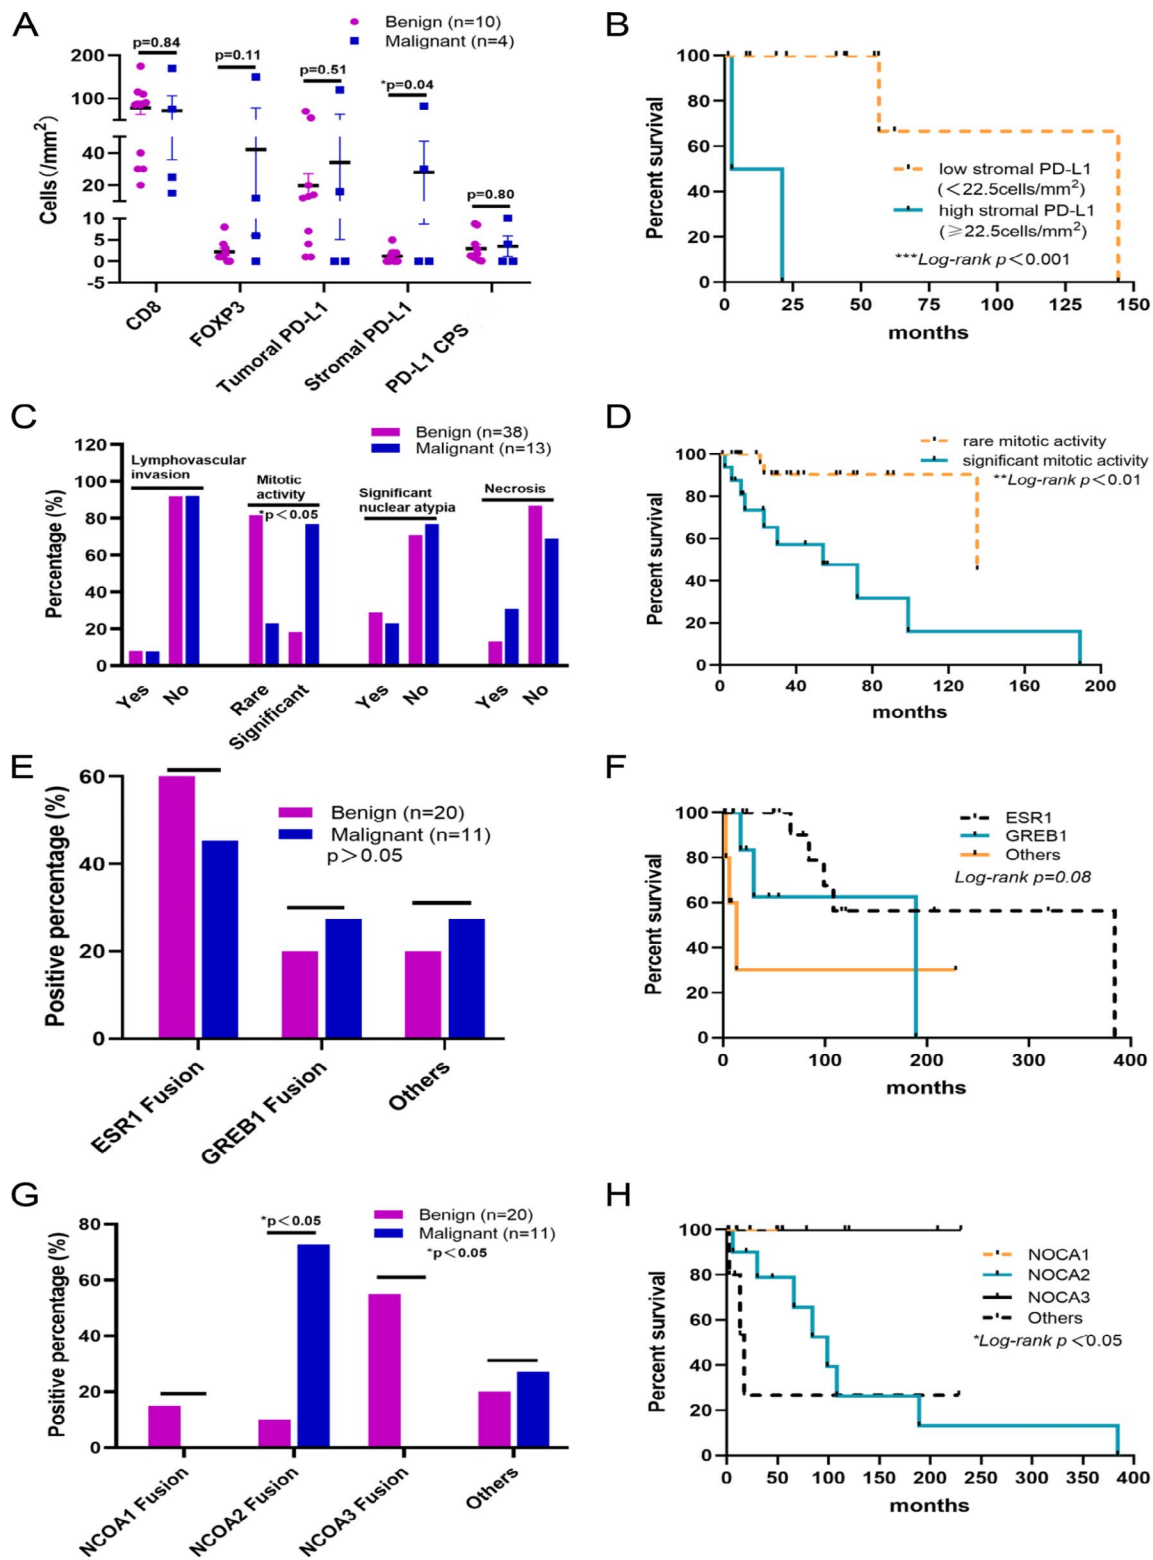 A
Benign (n=10)
Malignant (n=4)
p=0.84
p=0.11
p=0.51
*p=0.04
p=0.80
Cells(/mm2)
200
100
40
20
10
5
0
-5
CD8
FOXP3
Tumoral PD-L1
Stromal PD-L1
PD-L1 CPS
B
Percent survival
100
80
60
40
20
0
low stromal PD-L1
(<22.5cells/mm2)
high stromal PD-L1
(≥22.5cells/mm2)
***Log-rank p<0.001
0 25 50 75 100 125 150
months
C
Benign (n=38)
Malignant (n=13)
Percentage (%)
120
100
80
60
40
20
0
Lymphovascular
invasion
Mitotic
activity
*p<0.05
Significant
nuclear atypia
Necrosis
Yes
No
Rare
Significant
Yes
No
Yes
No
D
rare mitotic activity
significant mitotic activity
**Log-rank p<0.01
Percent survival
100
80
60
40
20
0
0 40 80 120 160 200
months
E
Positive percentage (%)
60
40
20
0
Benign (n=20)
Malignant (n=11)
p>0.05
ESR1 Fusion
GREB1 Fusion
Others
F
Percent survival
100
80
60
40
20
0
ESR1
GREB1
Others
Log-rank p=0.08
0 100 200 300 400
months
G
Positive percentage (%)
80
60
40
20
0
*p<0.05
Benign (n=20)
Malignant (n=11)
*p<0.05
NCOA1 Fusion
NCOA2 Fusion
NCOA3 Fusion
Others
H
Percent survival
100
80
60
40
20
0
NOCA1
NOCA2
NOCA3
Others
*Log-rank p<0.05
0 50 100 150 200 250 300 350 400
months